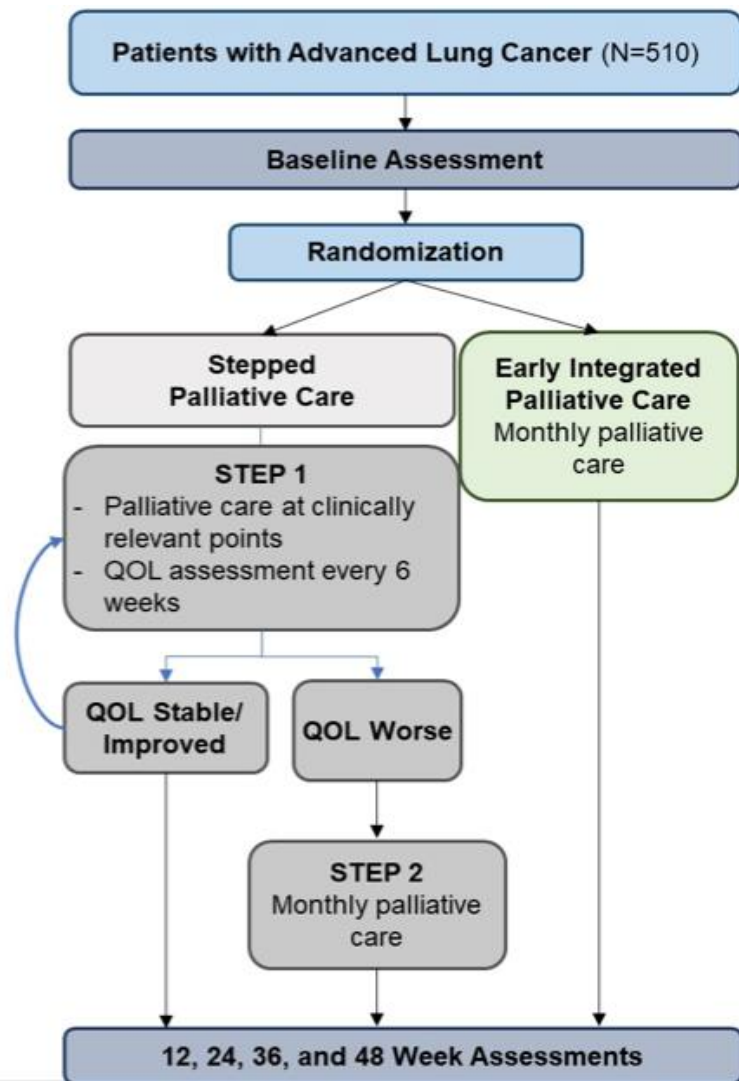 Patients with Advanced Lung Cancer (N=510)
Baseline Assessment
Randomization
Stepped
Palliative Care
Early Integrated
Palliative Care
Monthly palliative
care
STEP 1
- Palliative care at clinically
relevant points
- QOL assessment every 6
weeks
QOL Stable/
Improved
QOL Worse
STEP 2
Monthly palliative
care
12, 24, 36, and 48 Week Assessments